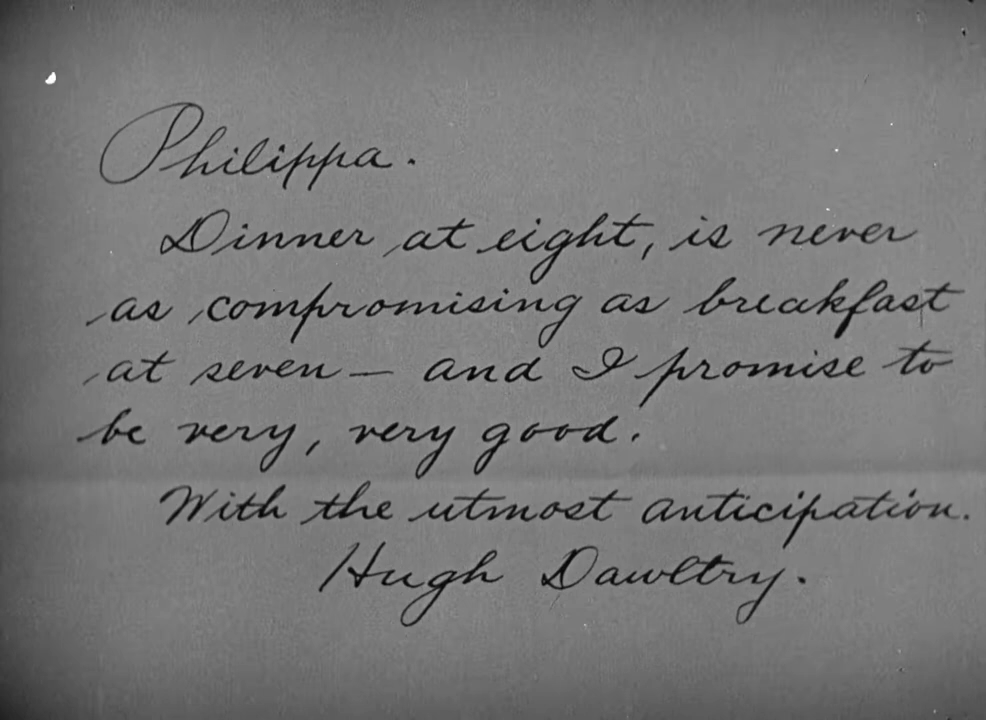 Philippa.
Dinner at eight, is never
as compromising as breakfast
at seven — and I promise to
be very, very good.
With the utmost anticipation.
Hugh Dawltry.